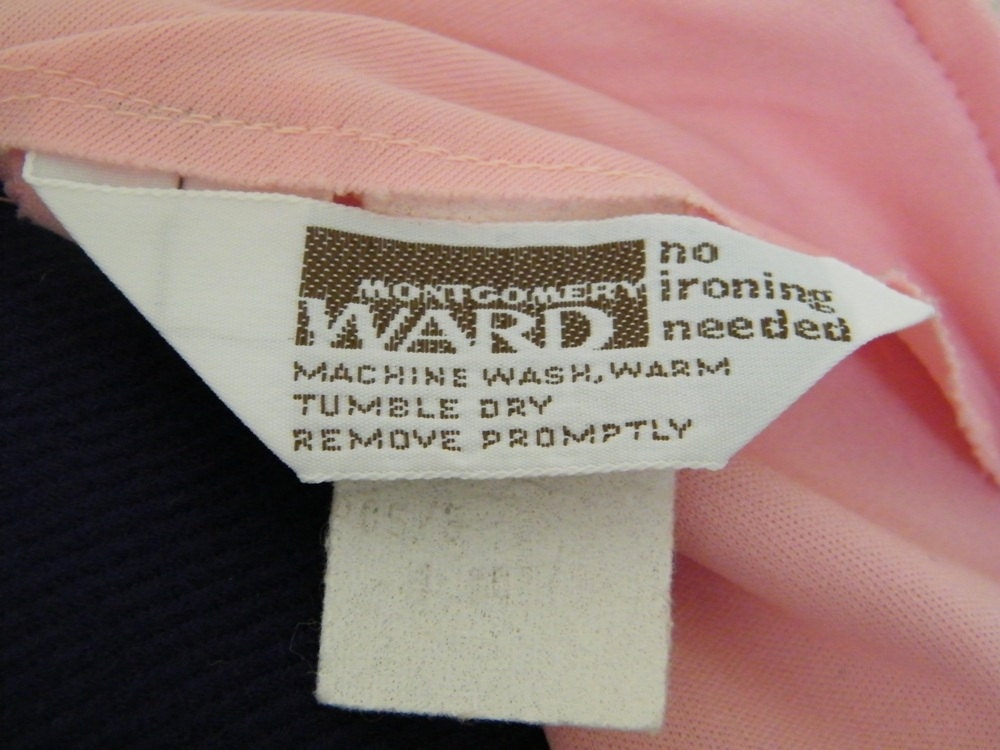 MONTGOMERY
WARD
no
ironing
needed
MACHINE WASH, WARM
TUMBLE DRY
REMOVE PROMPTLY